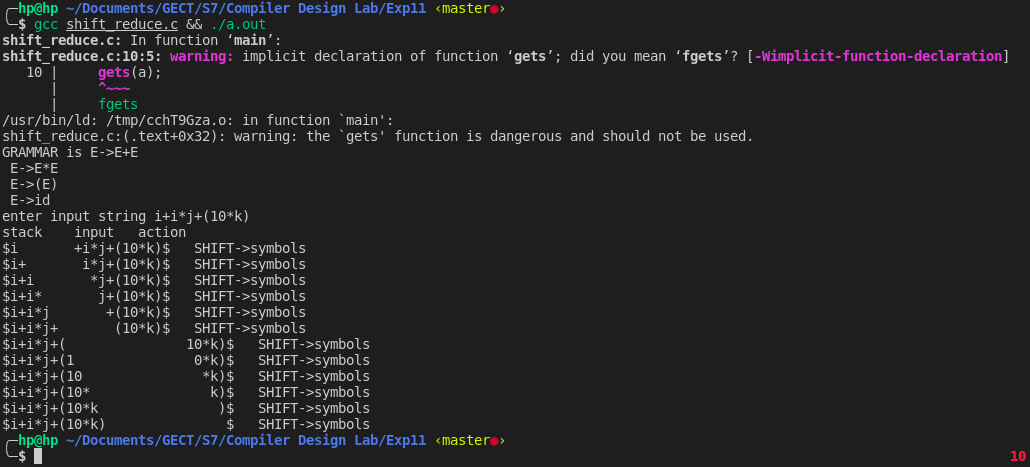 ╭─hp@hp ~/Documents/GECT/S7/Compiler Design Lab/Exp11 ‹master●›
╰─$ gcc shift_reduce.c && ./a.out
shift_reduce.c: In function ‘main’:
shift_reduce.c:10:5: warning: implicit declaration of function ‘gets’; did you mean ‘fgets’? [-Wimplicit-function-declaration]
   10 |     gets(a);
      |     ^~~~
      |     fgets
/usr/bin/ld: /tmp/cchT9Gza.o: in function `main':
shift_reduce.c:(.text+0x32): warning: the `gets' function is dangerous and should not be used.
GRAMMAR is E->E+E
 E->E*E
 E->(E)
 E->id
enter input string i+i*j+(10*k)
stack    input   action
$i       +i*j+(10*k)$   SHIFT->symbols
$i+       i*j+(10*k)$   SHIFT->symbols
$i+i       *j+(10*k)$   SHIFT->symbols
$i+i*       j+(10*k)$   SHIFT->symbols
$i+i*j       +(10*k)$   SHIFT->symbols
$i+i*j+       (10*k)$   SHIFT->symbols
$i+i*j+(               10*k)$   SHIFT->symbols
$i+i*j+(1               0*k)$   SHIFT->symbols
$i+i*j+(10               *k)$   SHIFT->symbols
$i+i*j+(10*               k)$   SHIFT->symbols
$i+i*j+(10*k               )$   SHIFT->symbols
$i+i*j+(10*k)               $   SHIFT->symbols
╭─hp@hp ~/Documents/GECT/S7/Compiler Design Lab/Exp11 ‹master●›
╰─$ 10